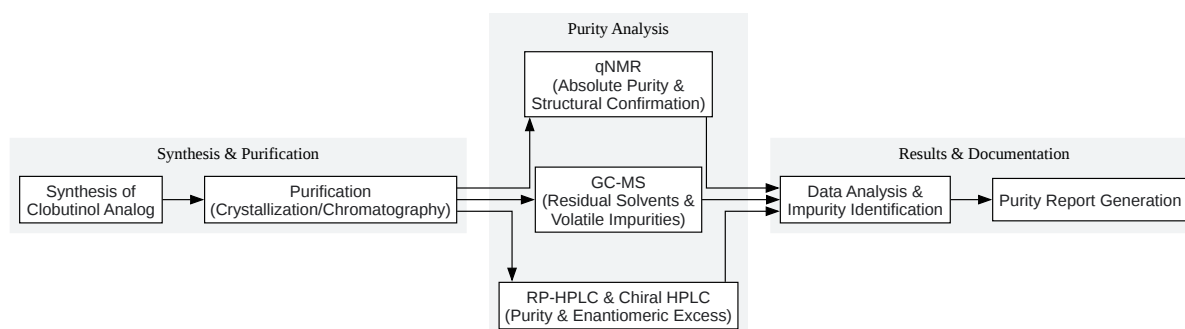 Purity Analysis
qNMR
(Absolute Purity &
Structural Confirmation)
Synthesis & Purification
Results & Documentation
Synthesis of
Clobutinol Analog
Purification
(Crystallization/Chromatography)
GC-MS
(Residual Solvents &
Volatile Impurities)
Data Analysis &
Impurity Identification
Purity Report Generation
RP-HPLC & Chiral HPLC
(Purity & Enantiomeric Excess)